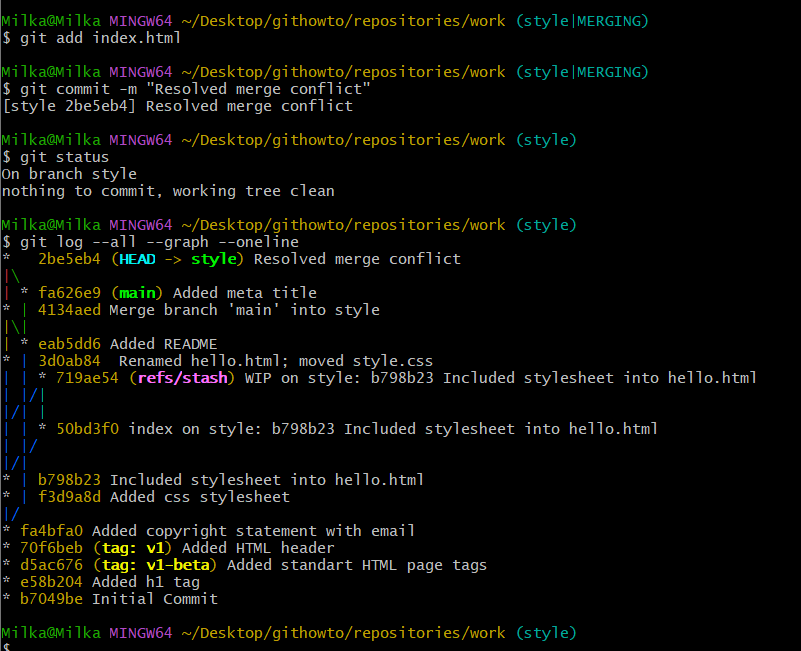 Milka@Milka MINGW64 ~/Desktop/githowto/repositories/work (style|MERGING)
$ git add index.html
Milka@Milka MINGW64 ~/Desktop/githowto/repositories/work (style|MERGING)
$ git commit -m "Resolved merge conflict"
[style 2be5eb4] Resolved merge conflict
Milka@Milka MINGW64 ~/Desktop/githowto/repositories/work (style)
$ git status
On branch style
nothing to commit, working tree clean
Milka@Milka MINGW64 ~/Desktop/githowto/repositories/work (style)
$ git log --all --graph --oneline
*   2be5eb4 (HEAD -> style) Resolved merge conflict
|\
| * fa626e9 (main) Added meta title
* | 4134aed Merge branch 'main' into style
|\|
| * eab5dd6 Added README
* | 3d0ab84  Renamed hello.html; moved style.css
| | * 719ae54 (refs/stash) WIP on style: b798b23 Included stylesheet into hello.html
| |/|
|/| |
| | * 50bd3f0 index on style: b798b23 Included stylesheet into hello.html
| |/
|/|
* | b798b23 Included stylesheet into hello.html
* | f3d9a8d Added css stylesheet
|/
* fa4bfa0 Added copyright statement with email
* 70f6beb (tag: v1) Added HTML header
* d5ac676 (tag: v1-beta) Added standart HTML page tags
* e58b204 Added h1 tag
* b7049be Initial Commit
Milka@Milka MINGW64 ~/Desktop/githowto/repositories/work (style)
$